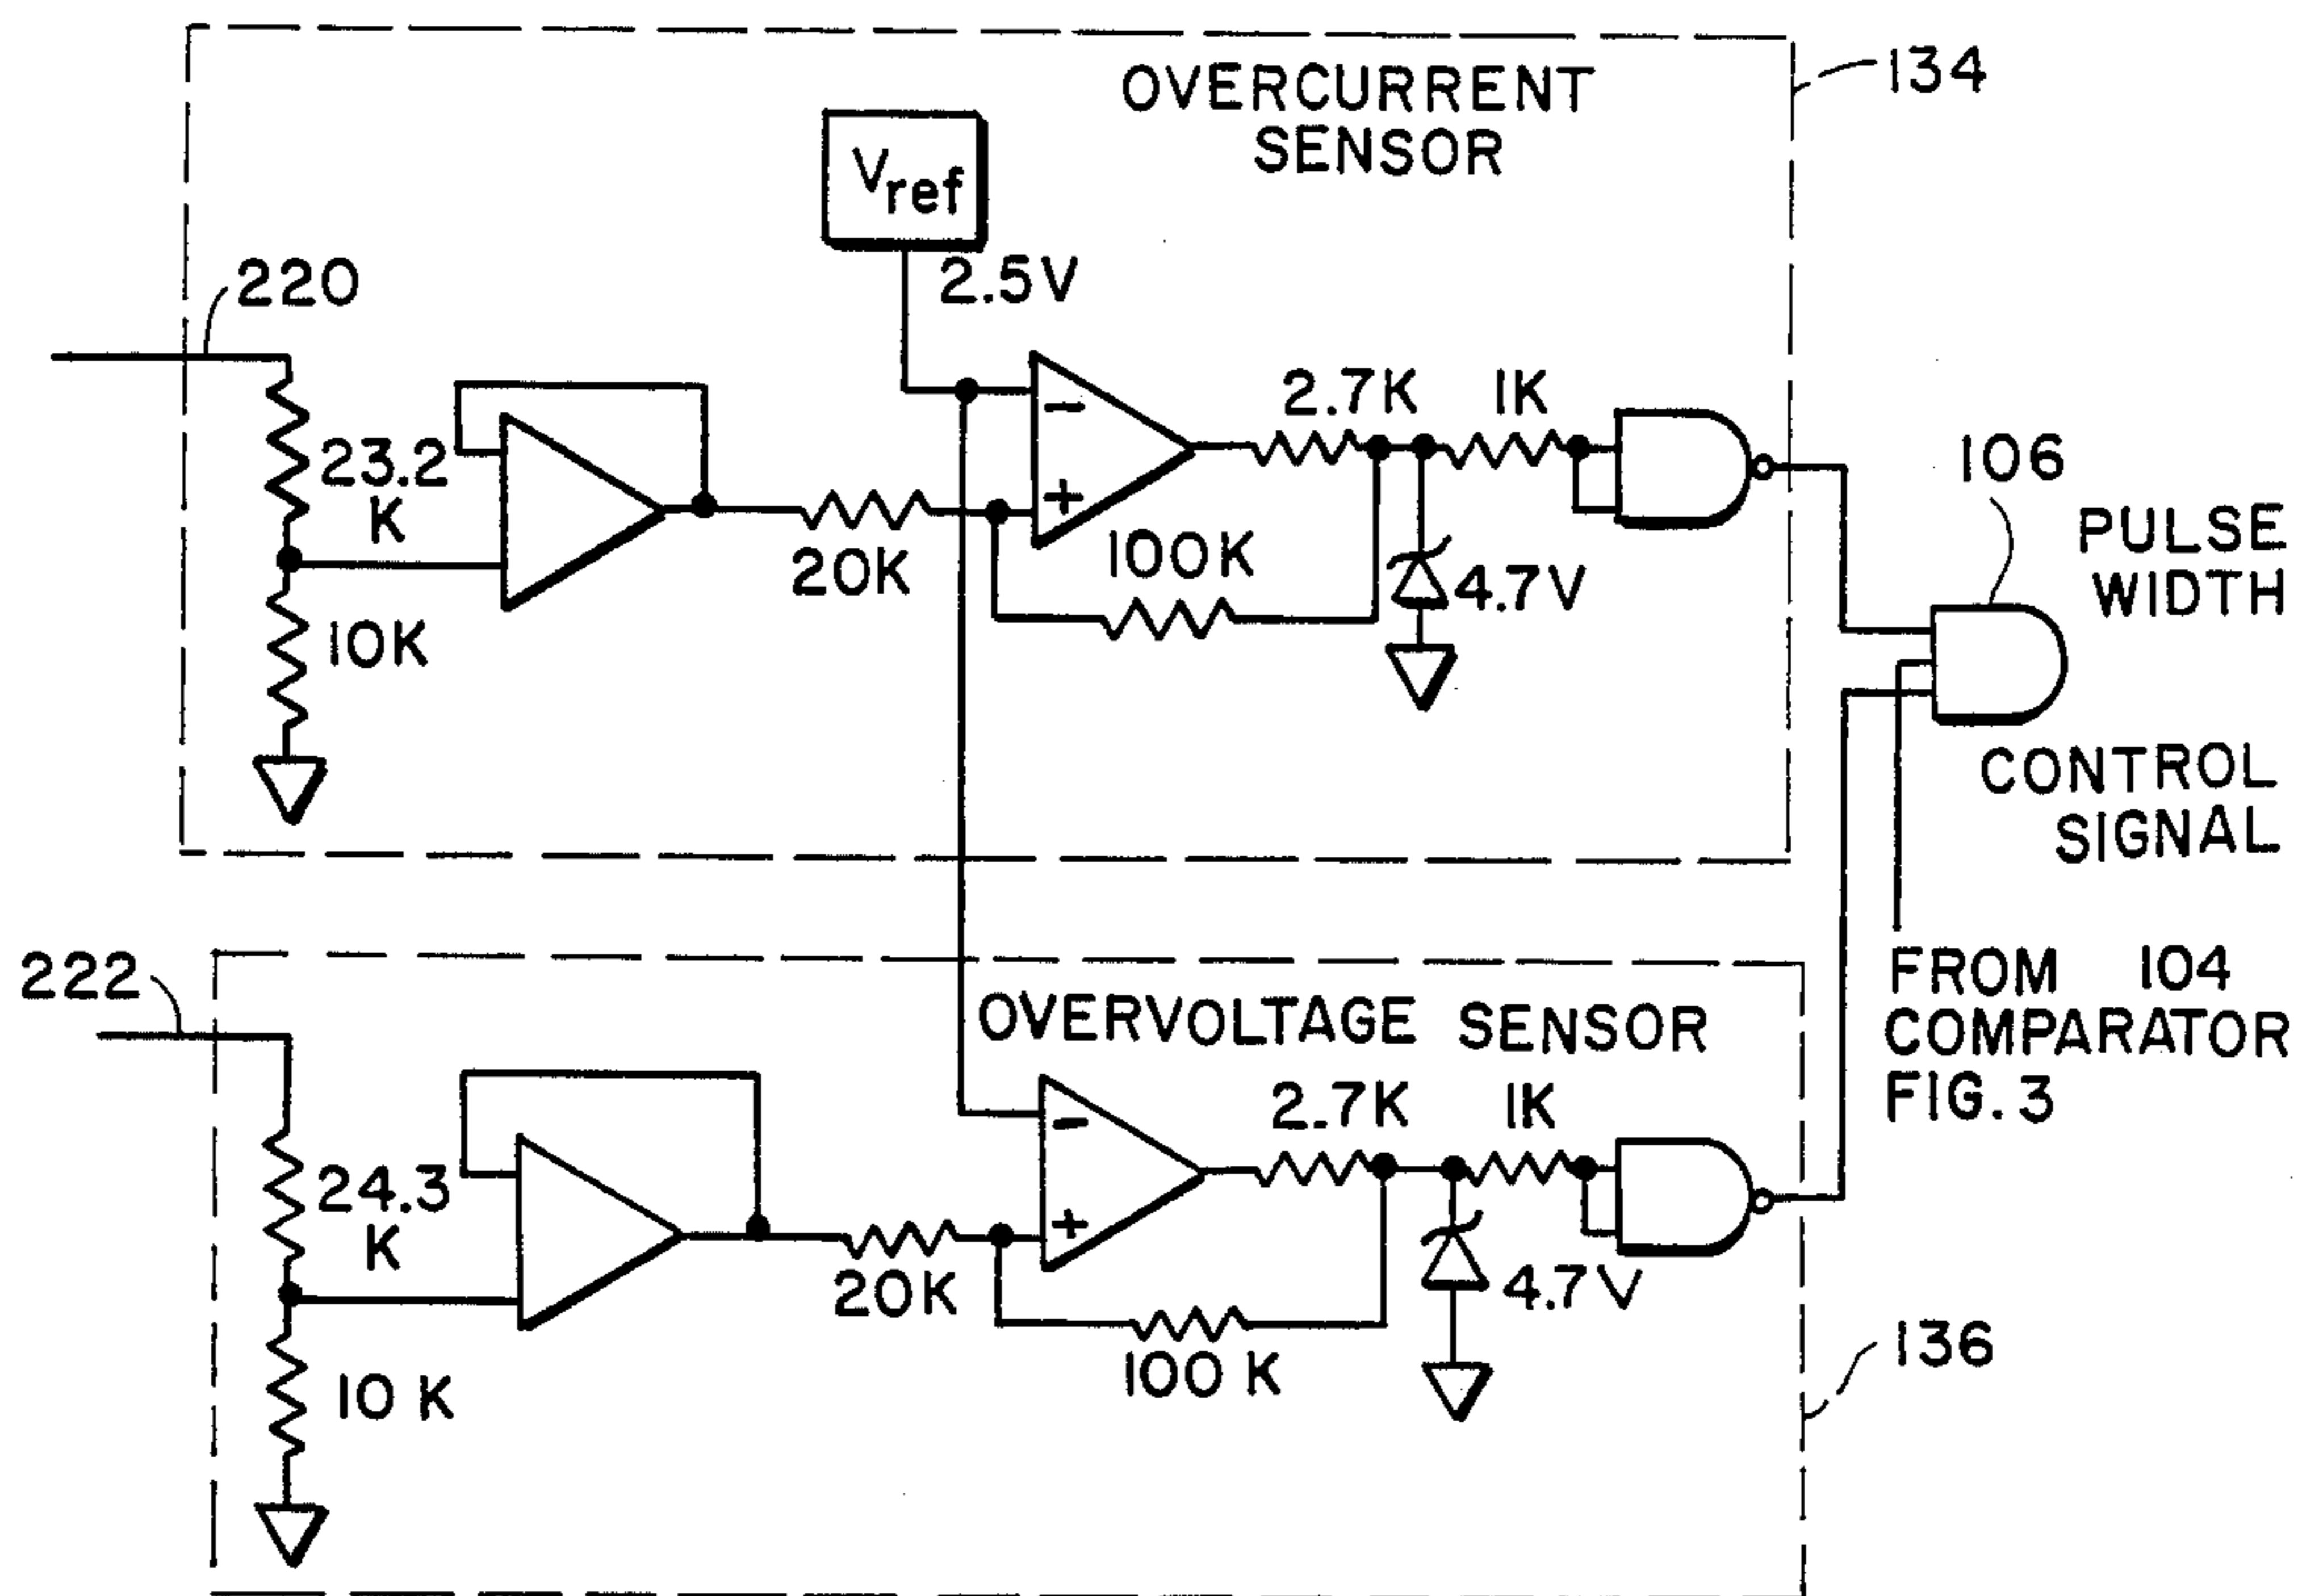 OVERCURRENT
SENSOR
134
Vref
2.5V
220
23.2
K
10K
20K
−
+
100K
2.7K
1K
4.7V
106
PULSE
WIDTH
CONTROL
SIGNAL
FROM 104
COMPARATOR
FIG. 3
222
OVERVOLTAGE SENSOR
24.3
K
10 K
20K
−
+
100 K
2.7K
1K
4.7V
136